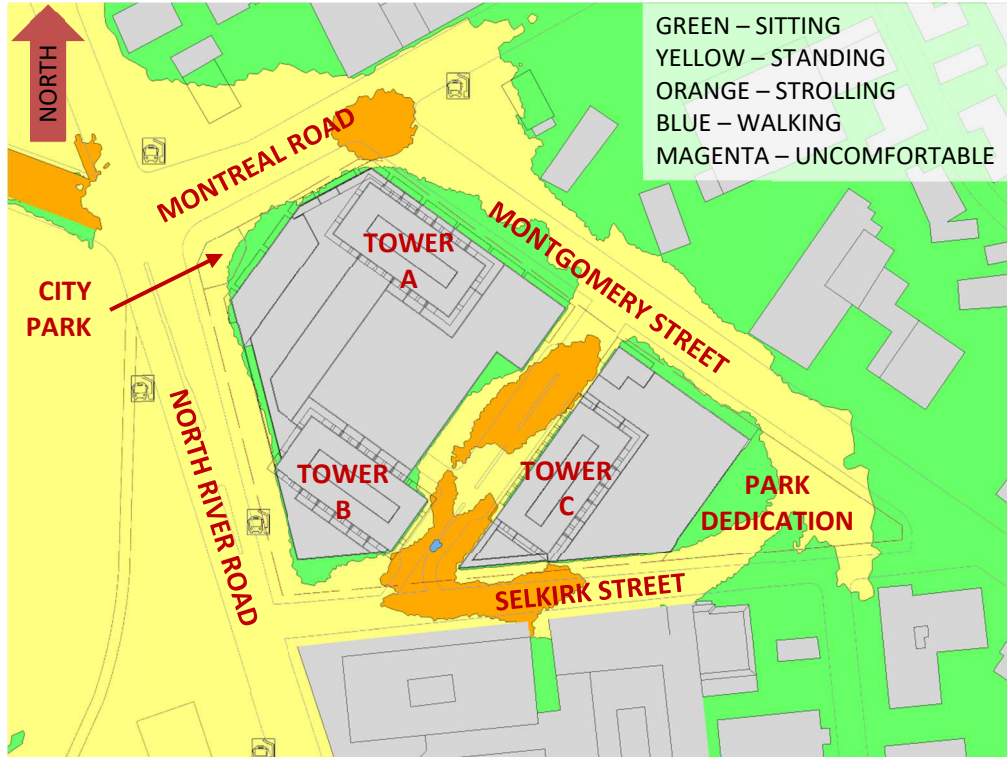 NORTH
GREEN – SITTING
YELLOW – STANDING
ORANGE – STROLLING
BLUE – WALKING
MAGENTA – UNCOMFORTABLE
MONTREAL ROAD
TOWER
A
MONTGOMERY STREET
CITY
PARK
NORTH RIVER ROAD
TOWER
B
TOWER
C
PARK
DEDICATION
SELKIRK STREET